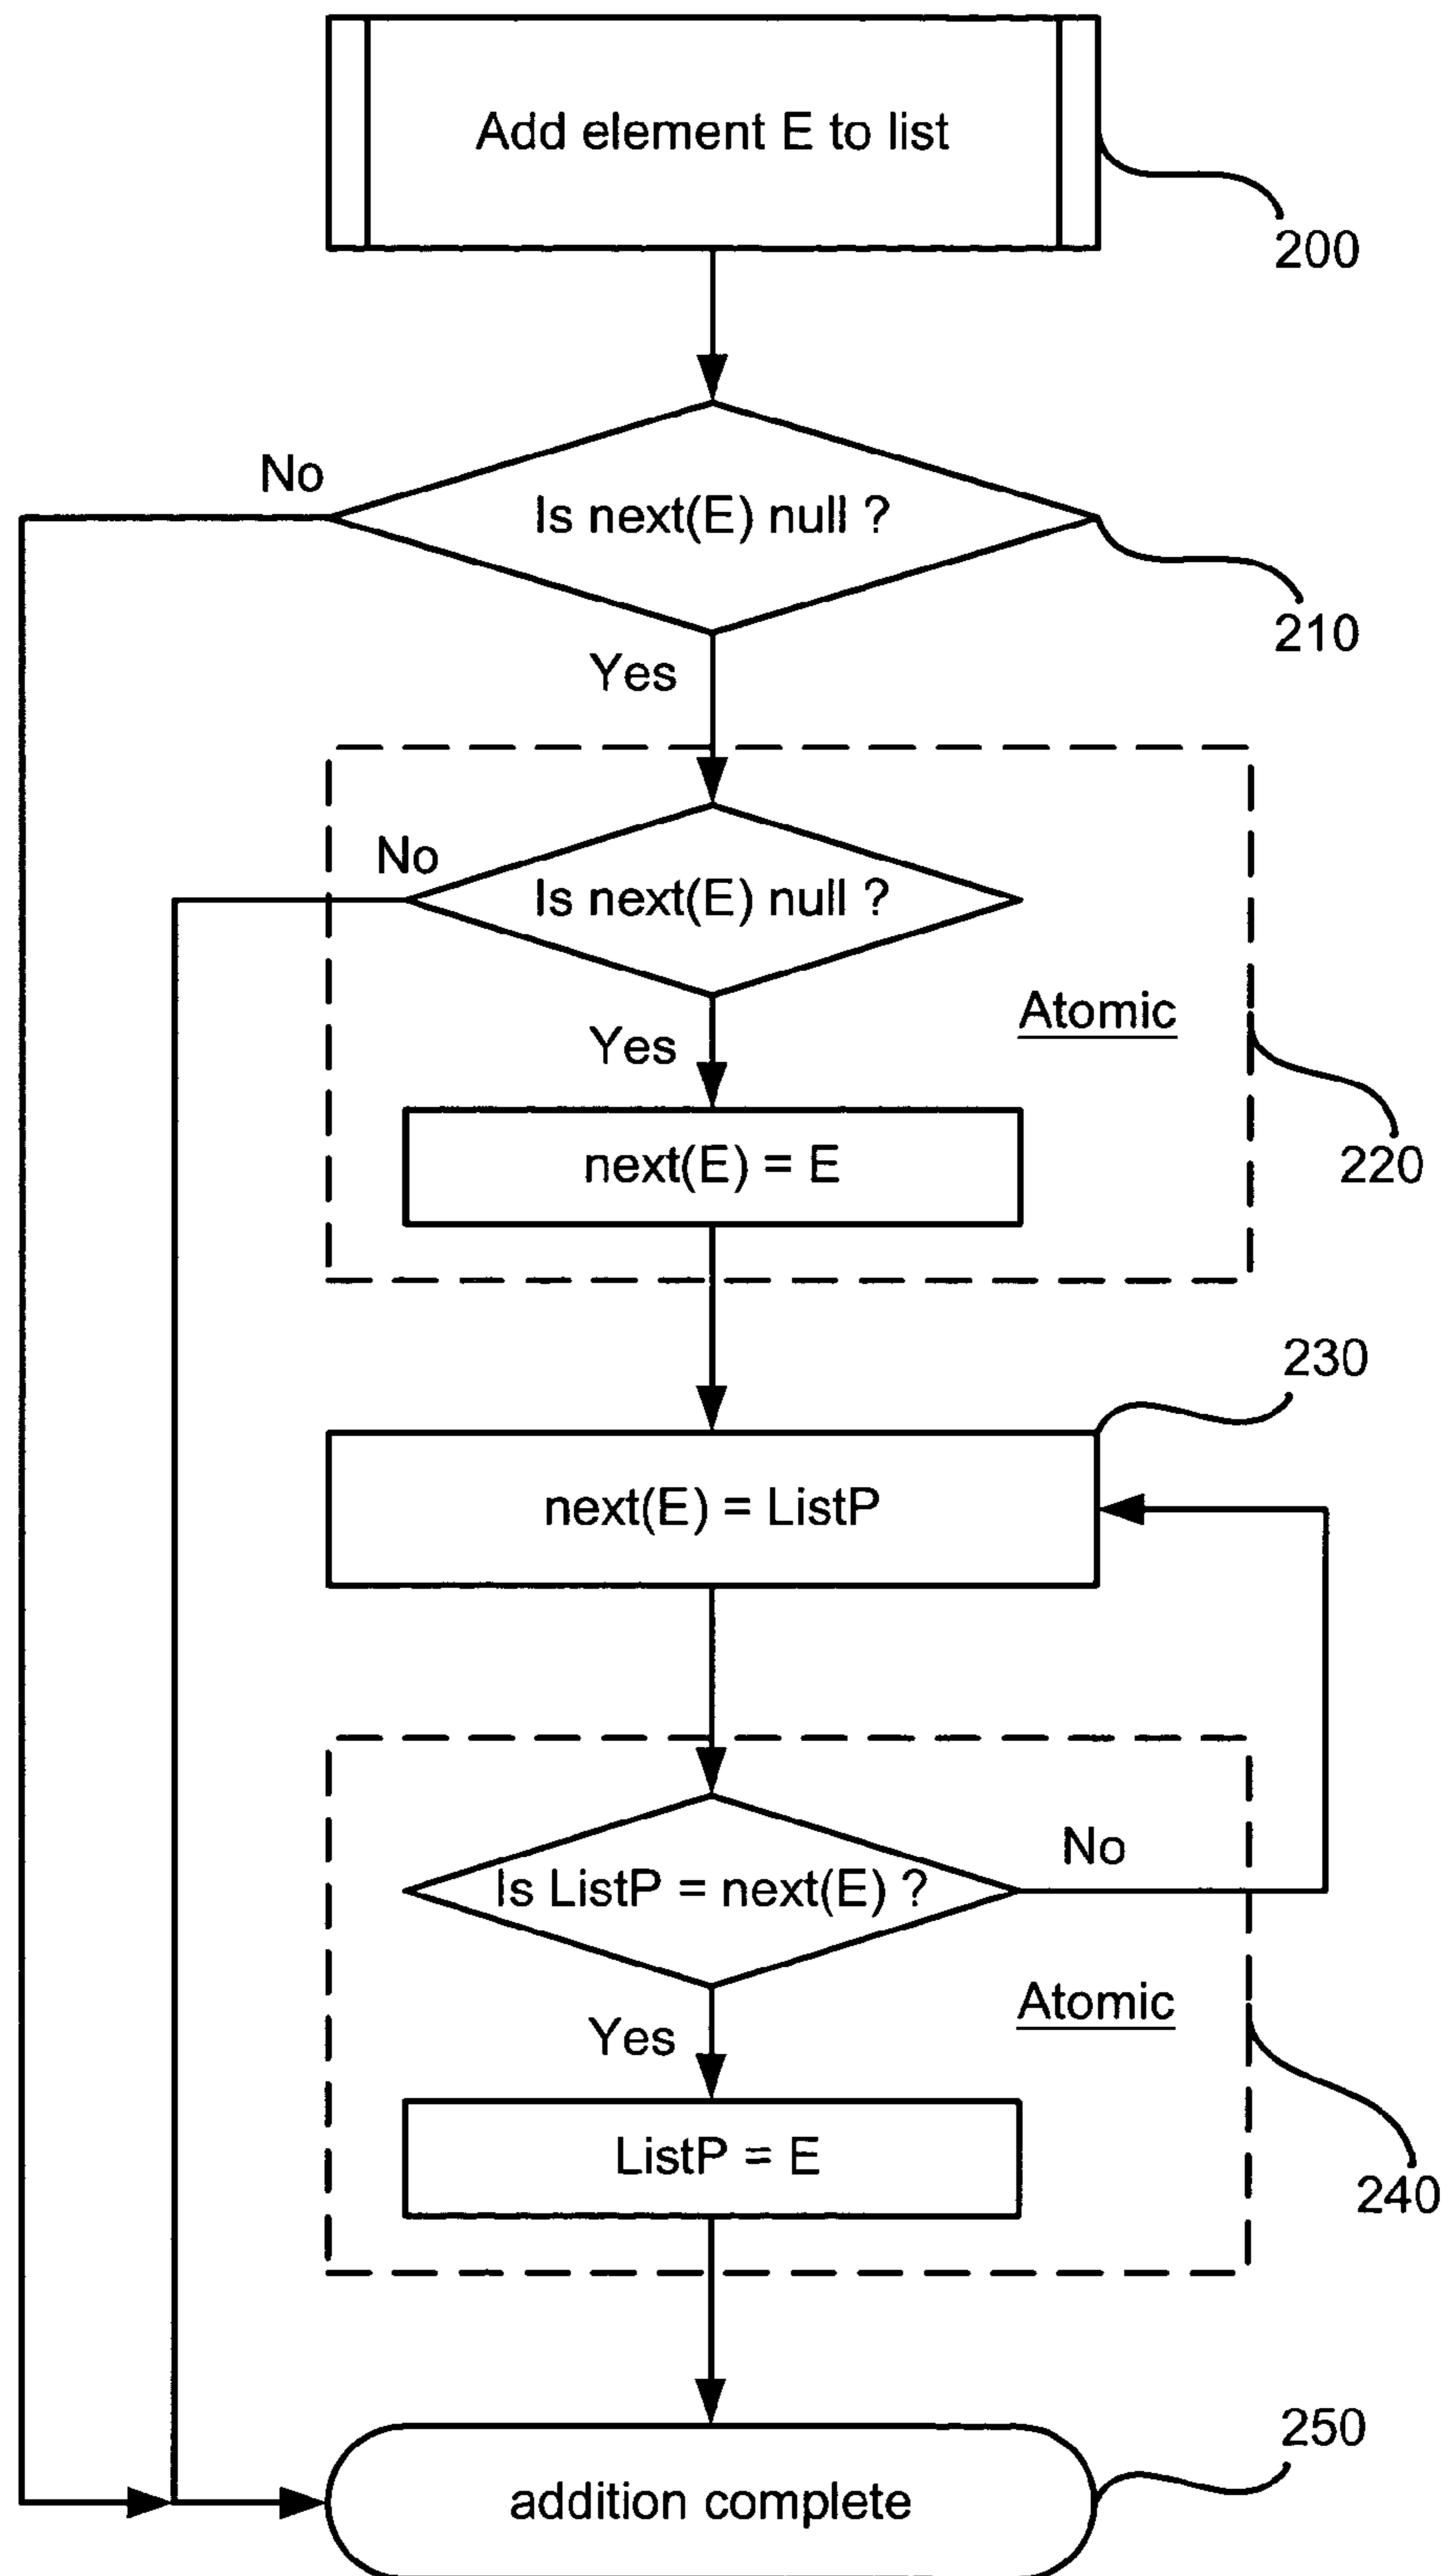 Add element E to list
200
No
Is next(E) null ?
210
Yes
No
Is next(E) null ?
Atomic
Yes
220
next(E) = E
230
next(E) = ListP
No
Is ListP = next(E) ?
Atomic
Yes
ListP = E
240
250
addition complete